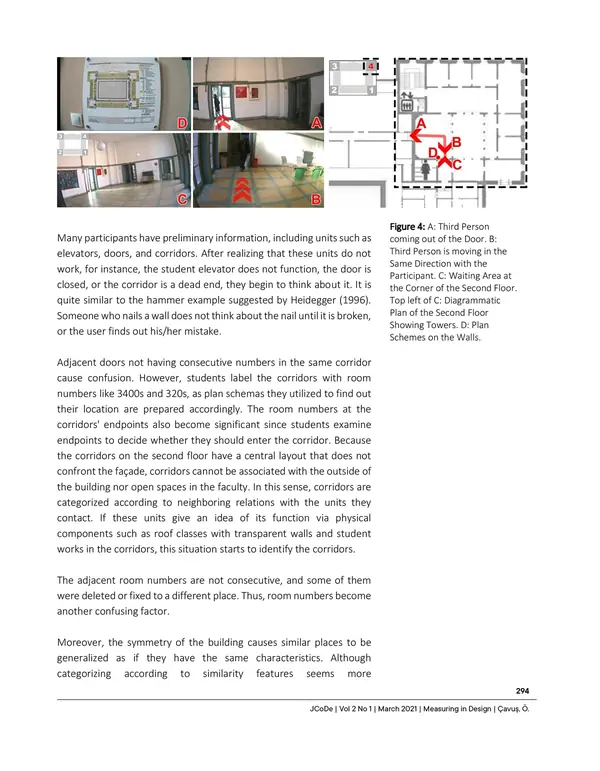 D
A
C
B
3
4
2
1
A
B
D
C
Figure 4: A: Third Person
coming out of the Door. B:
Third Person is moving in the
Same Direction with the
Participant. C: Waiting Area at
the Corner of the Second Floor.
Top left of C: Diagrammatic
Plan of the Second Floor
Showing Towers. D: Plan
Schemes on the Walls.
Many participants have preliminary information, including units such as
elevators, doors, and corridors. After realizing that these units do not
work, for instance, the student elevator does not function, the door is
closed, or the corridor is a dead end, they begin to think about it. It is
quite similar to the hammer example suggested by Heidegger (1996).
Someone who nails a wall does not think about the nail until it is broken,
or the user finds out his/her mistake.
Adjacent doors not having consecutive numbers in the same corridor
cause confusion. However, students label the corridors with room
numbers like 3400s and 320s, as plan schemas they utilized to find out
their location are prepared accordingly. The room numbers at the
corridors' endpoints also become significant since students examine
endpoints to decide whether they should enter the corridor. Because
the corridors on the second floor have a central layout that does not
confront the façade, corridors cannot be associated with the outside of
the building nor open spaces in the faculty. In this sense, corridors are
categorized according to neighboring relations with the units they
contact. If these units give an idea of its function via physical
components such as roof classes with transparent walls and student
works in the corridors, this situation starts to identify the corridors.
The adjacent room numbers are not consecutive, and some of them
were deleted or fixed to a different place. Thus, room numbers become
another confusing factor.
Moreover, the symmetry of the building causes similar places to be
generalized as if they have the same characteristics. Although
categorizing according to similarity features seems more
294
JCoDe | Vol 2 No 1 | March 2021 | Measuring in Design | Çavuş, Ö.